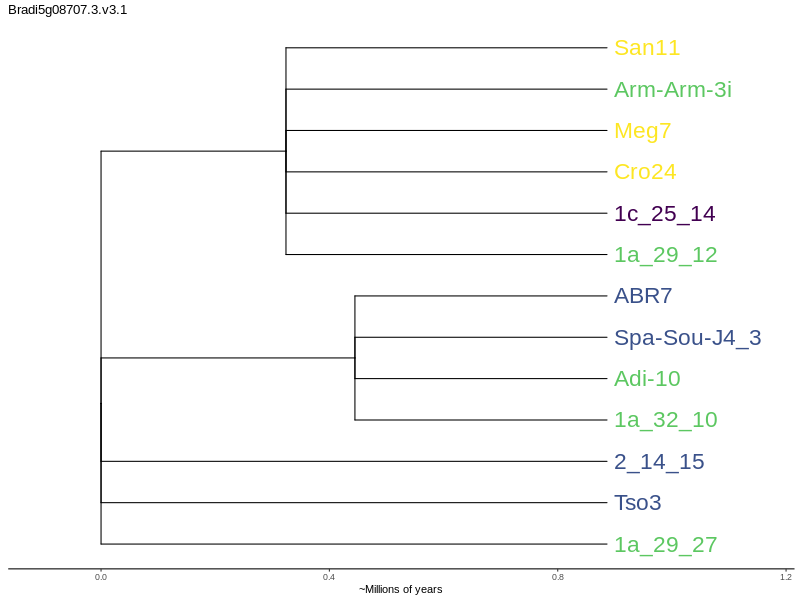 Bradi5g08707.3.v3.1
San11
Arm-Arm-3i
Meg7
Cro24
1c_25_14
1a_29_12
ABR7
Spa-Sou-J4_3
Adi-10
1a_32_10
2_14_15
Tso3
1a_29_27
0.0 0.4 0.8 1.2
~Millions of years